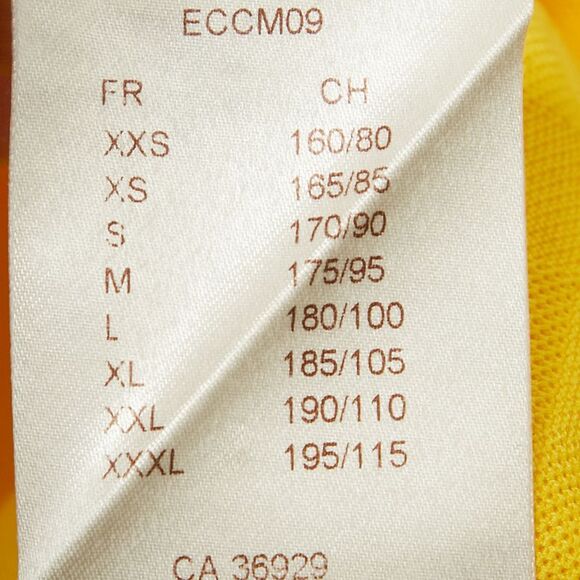 ECCM09
FR CH
XXS 160/80
XS 165/85
S 170/90
M 175/95
L 180/100
XL 185/105
XXL 190/110
XXXL 195/115
CA 36929